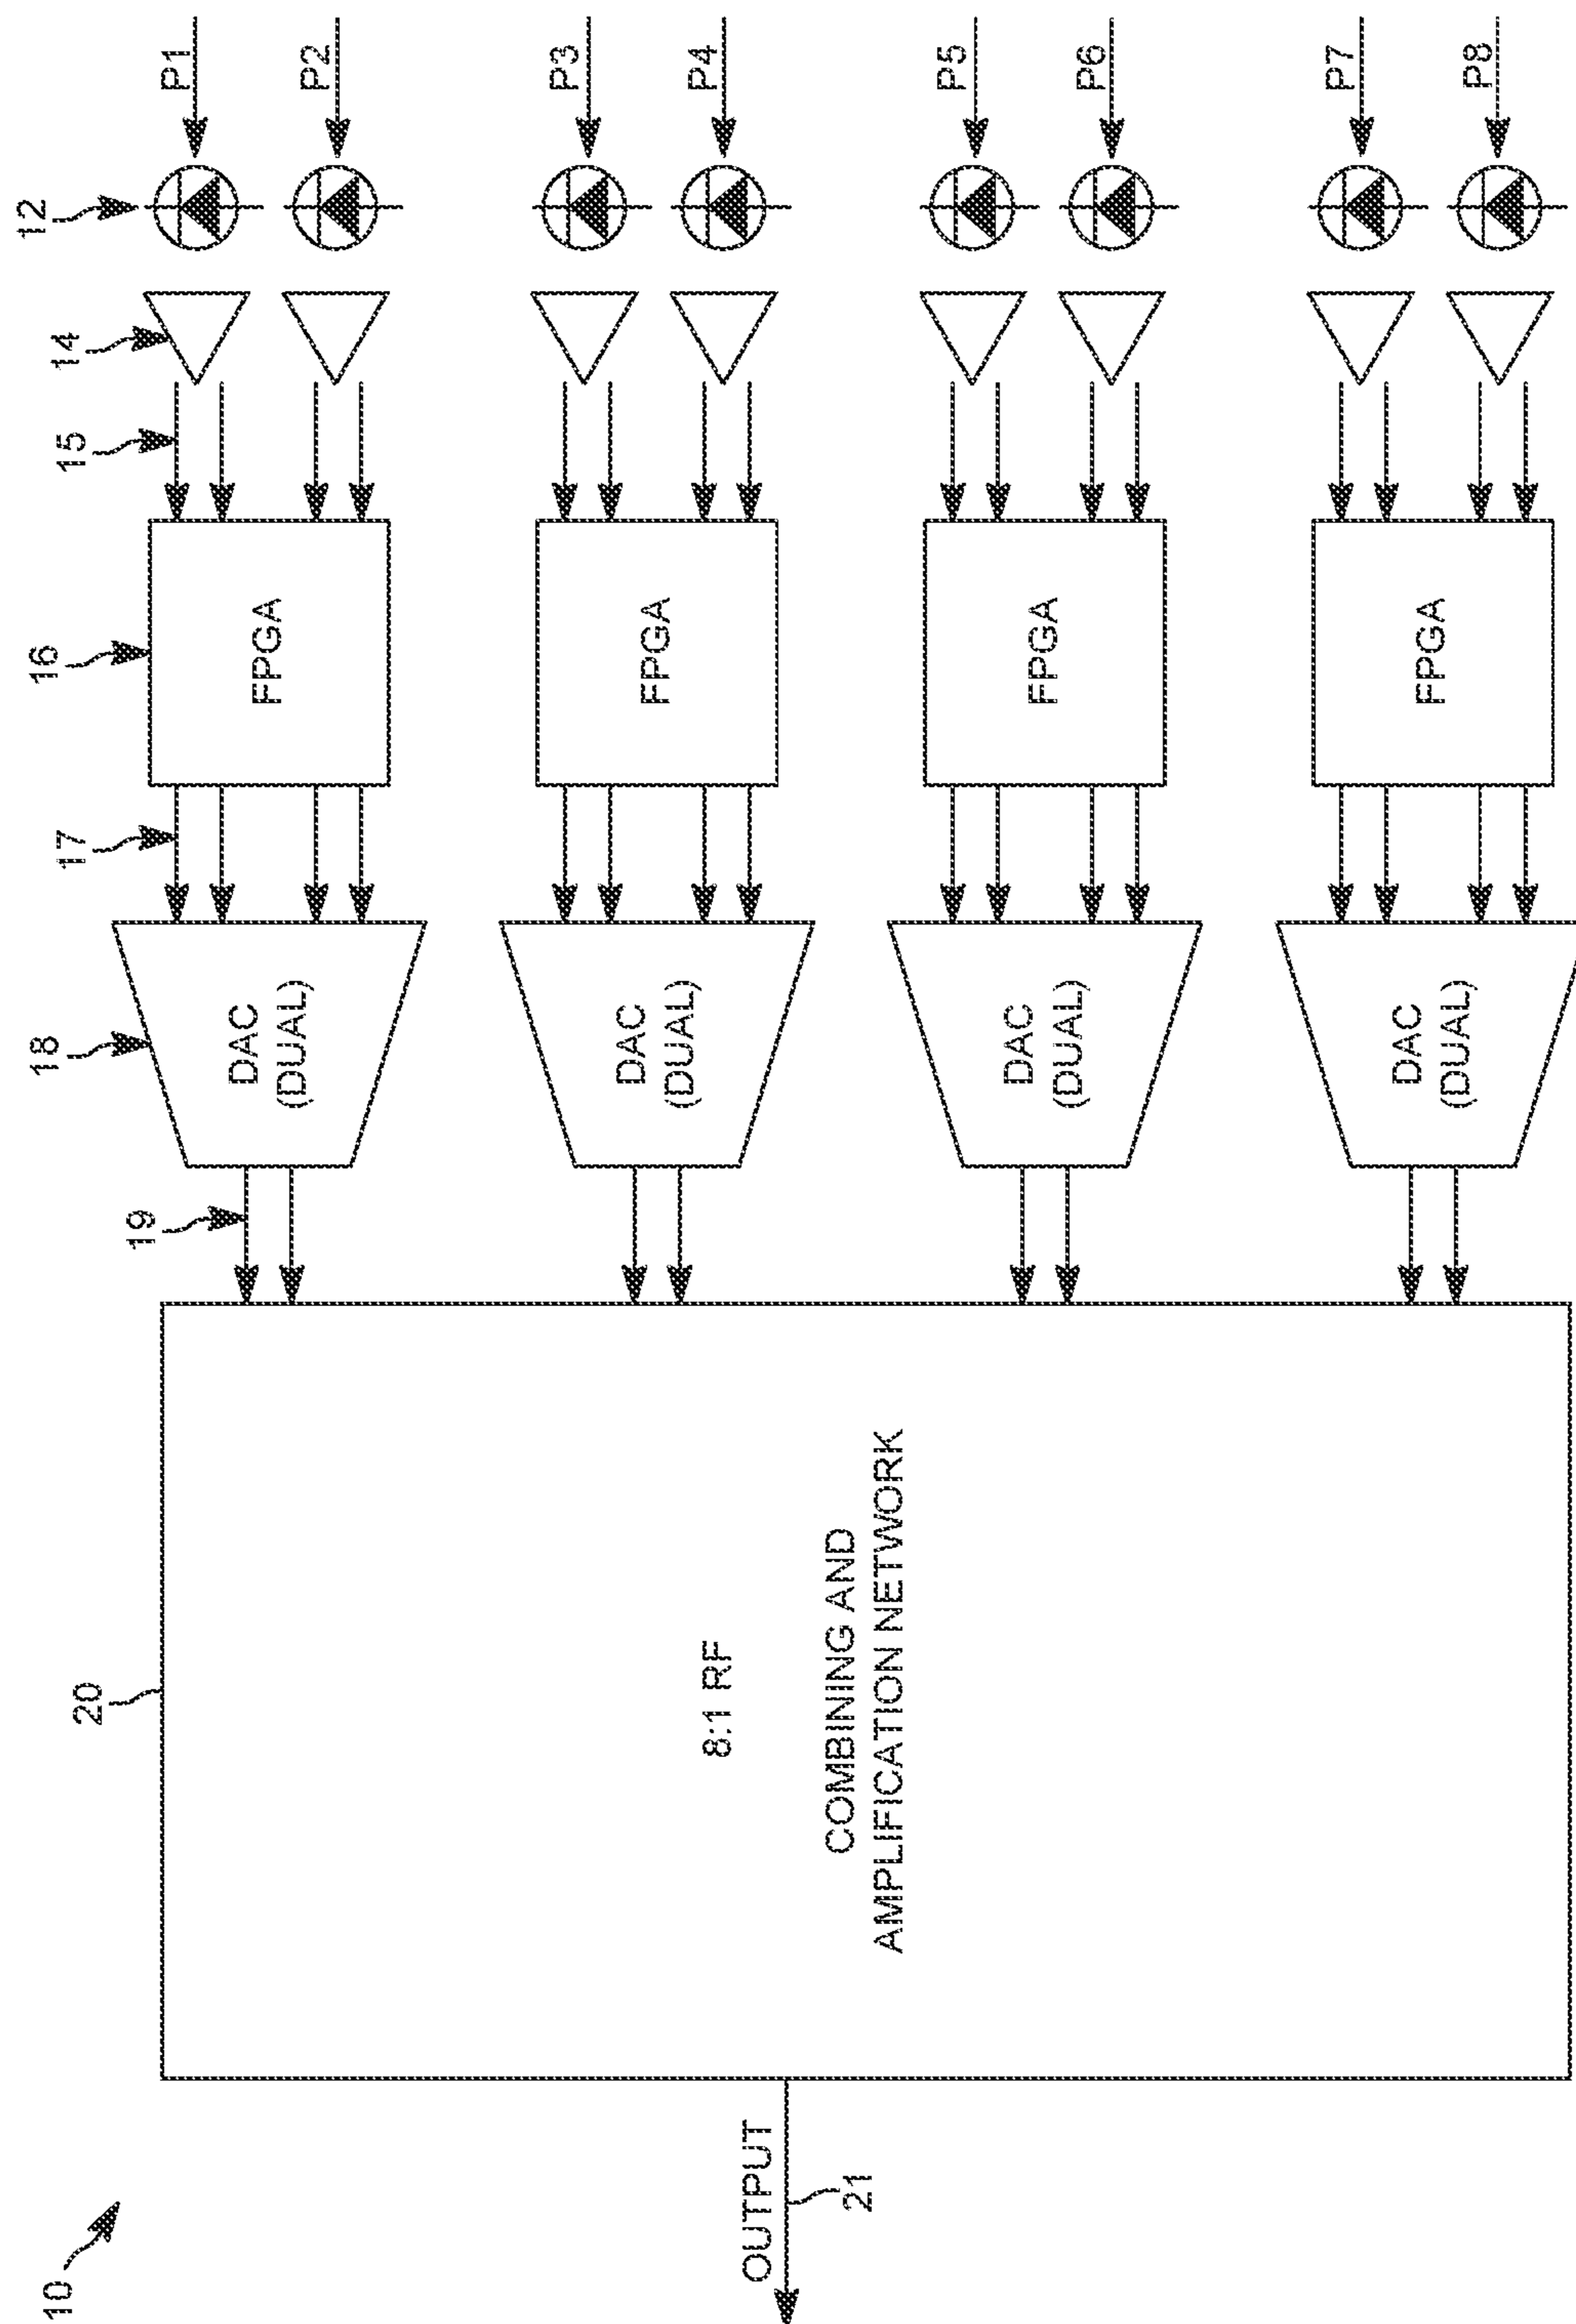 10
OUTPUT
21
20
8:1 RF
COMBINING AND
AMPLIFICATION NETWORK
19
18
DAC
(DUAL)
DAC
(DUAL)
DAC
(DUAL)
DAC
(DUAL)
17
16
FPGA
FPGA
FPGA
FPGA
15
14
12
P1
P2
P3
P4
P5
P6
P7
P8